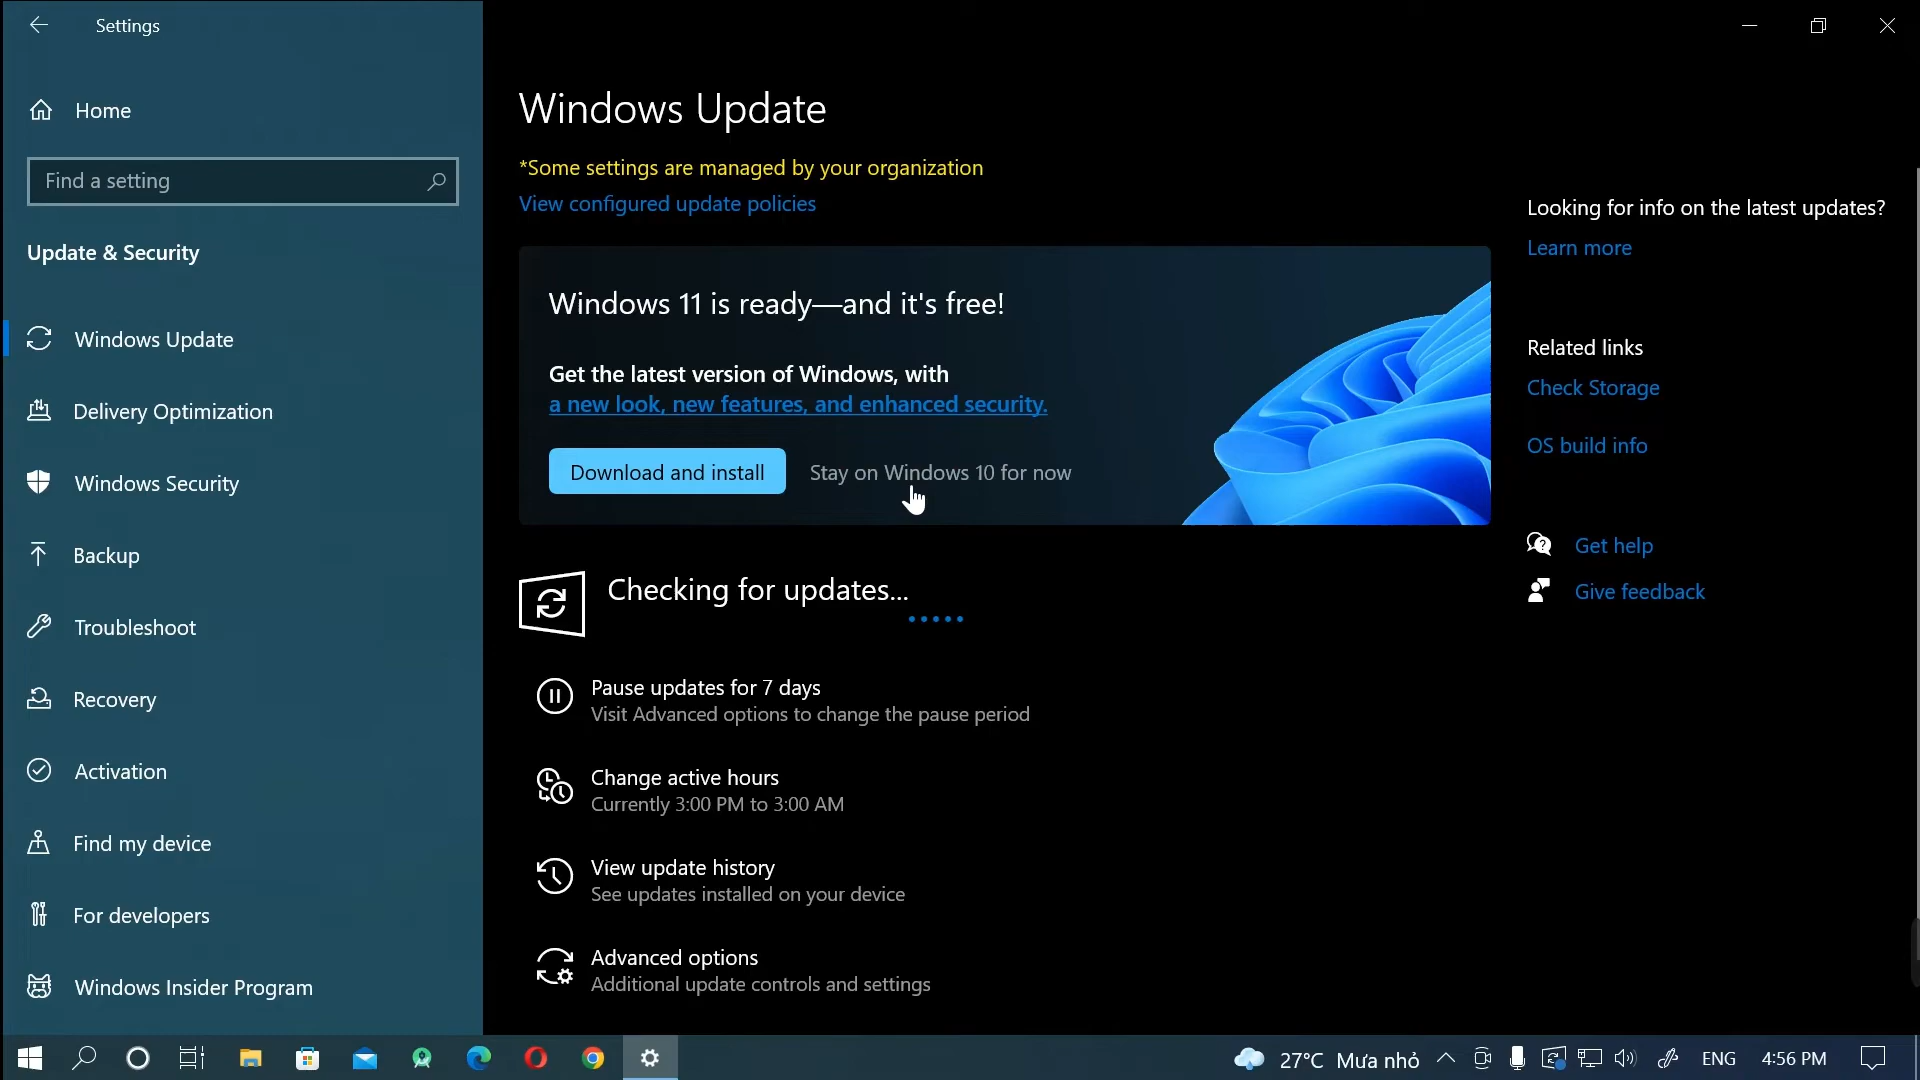 Settings
Home
Find a setting
Update & Security
Windows Update
Delivery Optimization
Windows Security
Backup
Troubleshoot
Recovery
Activation
Find my device
For developers
Windows Insider Program
Windows Update
*Some settings are managed by your organization
View configured update policies
Windows 11 is ready—and it's free!
Get the latest version of Windows, with
a new look, new features, and enhanced security.
Download and install
Stay on Windows 10 for now
Checking for updates...
Pause updates for 7 days
Visit Advanced options to change the pause period
Change active hours
Currently 3:00 PM to 3:00 AM
View update history
See updates installed on your device
Advanced options
Additional update controls and settings
Looking for info on the latest updates?
Learn more
Related links
Check Storage
OS build info
Get help
Give feedback
27°C Mưa nhỏ
ENG
4:56 PM